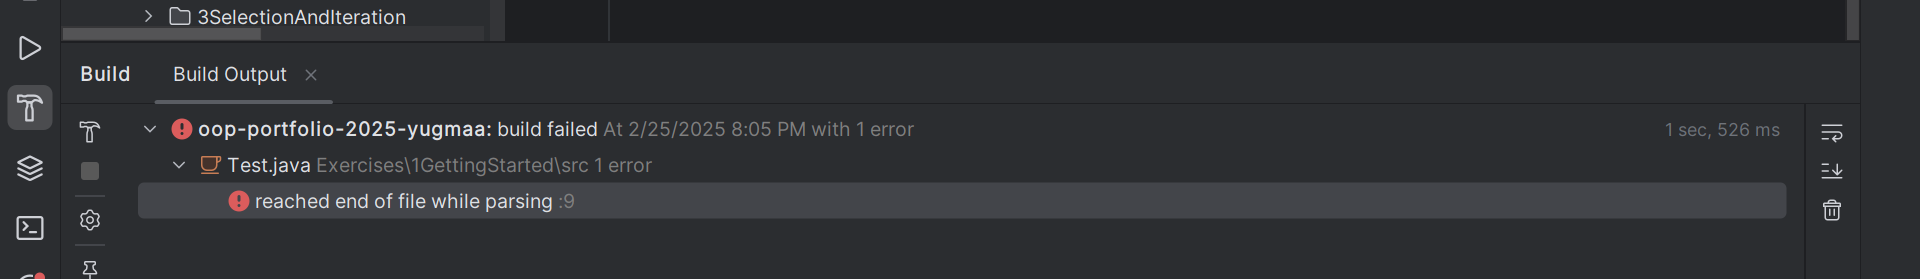 3SelectionAndIteration
Build Build Output
oop-portfolio-2025-yugmaa: build failed At 2/25/2025 8:05 PM with 1 error 1 sec, 526 ms
Test.java Exercises\1GettingStarted\src 1 error
reached end of file while parsing :9